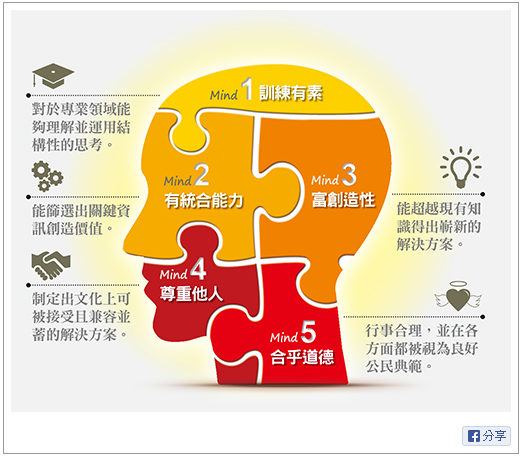 Mind 1 訓練有素
對於專業領域能
夠理解並運用結
構性的思考。
Mind 2
有統合能力
Mind 3
富創造性
能篩選出關鍵資
訊創造價值。
能超越現有知
識得出嶄新的
解決方案。
Mind 4
尊重他人
制定出文化上可
被接受且兼容並
蓄的解決方案。
Mind 5
合乎道德
行事合理，並在各
方面都被視為良好
公民典範。
分享